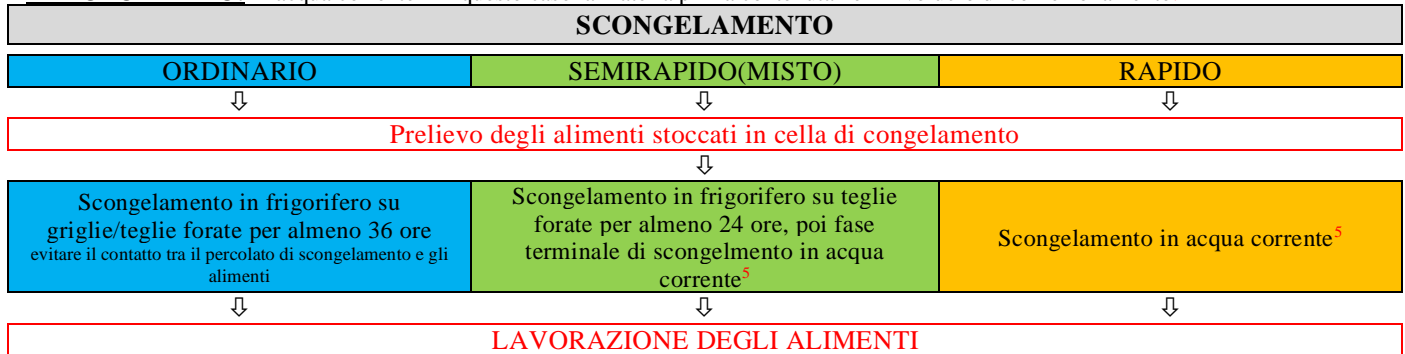 SCONGELAMENTO
ORDINARIO
SEMIRAPIDO(MISTO)
RAPIDO
⇩ ⇩ ⇩
Prelievo degli alimenti stoccati in cella di congelamento
⇩
Scongelamento in frigorifero su
griglie/teglie forate per almeno 36 ore
evitare il contatto tra il percolato di scongelamento e gli
alimenti
Scongelamento in frigorifero su teglie
forate per almeno 24 ore, poi fase
terminale di scongelmento in acqua
corrente5
Scongelamento in acqua corrente5
⇩ ⇩ ⇩
LAVORAZIONE DEGLI ALIMENTI